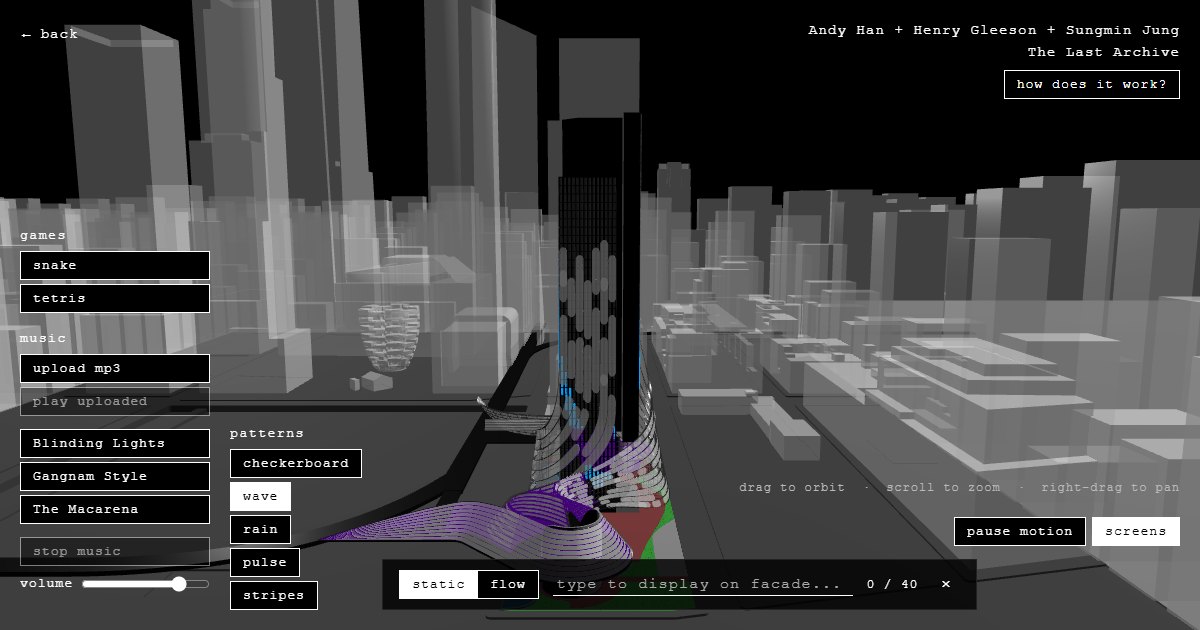 ← back
Andy Han + Henry Gleeson + Sungmin Jung
The Last Archive
how does it work?
games
snake
tetris
music
upload mp3
play uploaded
Blinding Lights
Gangnam Style
The Macarena
stop music
volume
patterns
checkerboard
wave
rain
pulse
stripes
drag to orbit · scroll to zoom · right-drag to pan
pause motion screens
static flow type to display on facade... 0 / 40 ×